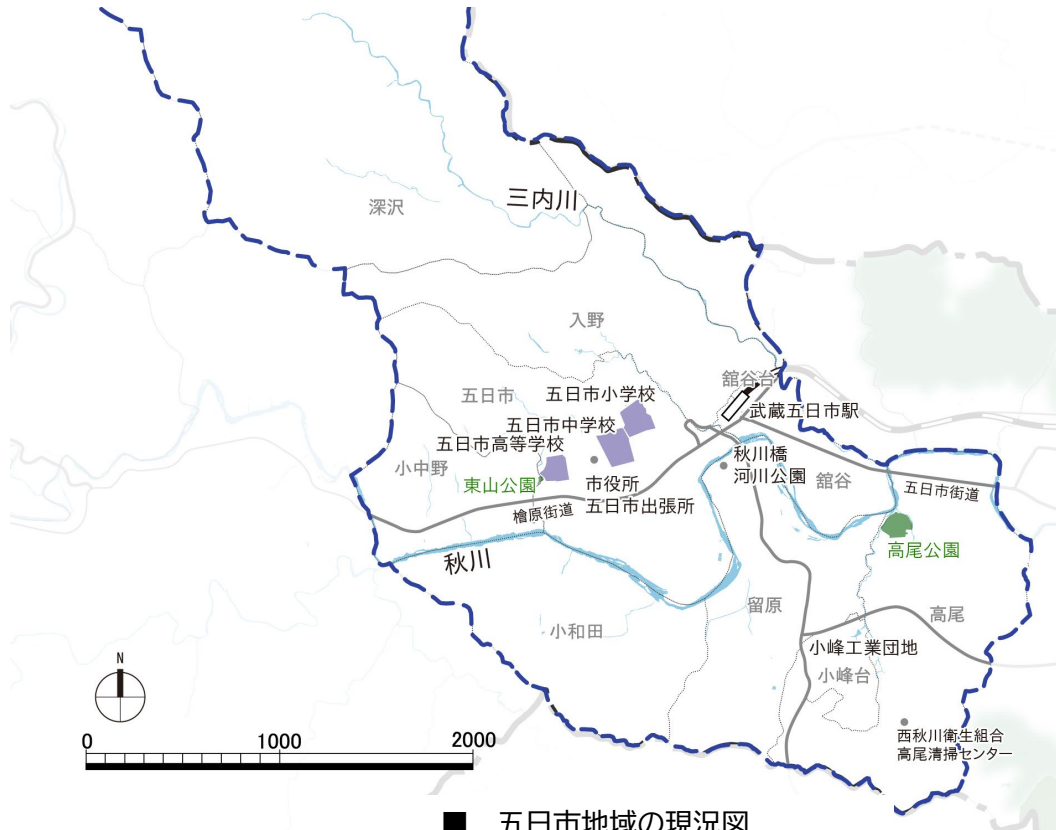 三内川
深沢
入野
舘谷台
五日市
五日市小学校
武蔵五日市駅
五日市中学校
五日市高等学校
秋川橋
河川公園
小中野
舘谷
東山公園
市役所
五日市出張所
五日市街道
檜原街道
高尾公園
秋川
留原
高尾
小和田
小峰工業団地
小峰台
N
西秋川衛生組合
高尾清掃センター
0 1000 2000
■ 五日市地域の現況図